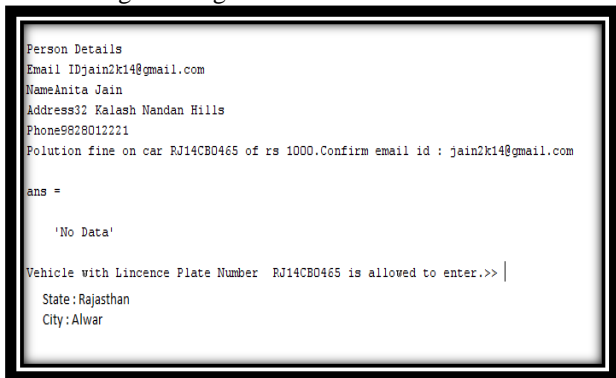 Person Details
Email IDjain2k14@gmail.com
NameAnita Jain
Address32 Kalash Nandan Hills
Phone9828012221
Polution fine on car RJ14CB0465 of rs 1000.Confirm email id : jain2k14@gmail.com
ans =
'No Data'
Vehicle with Lincence Plate Number  RJ14CB0465 is allowed to enter.>>
State : Rajasthan
City : Alwar